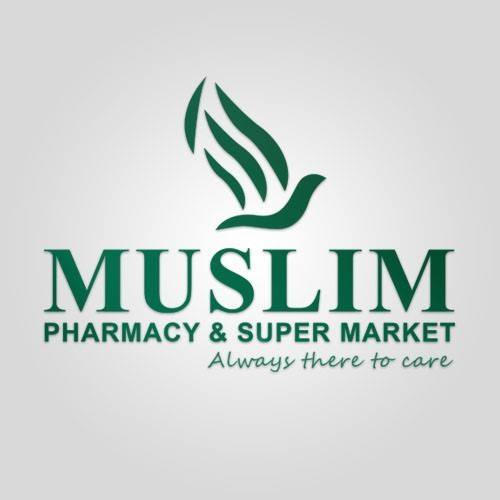 MUSLIM
PHARMACY & SUPER MARKET
Always there to care